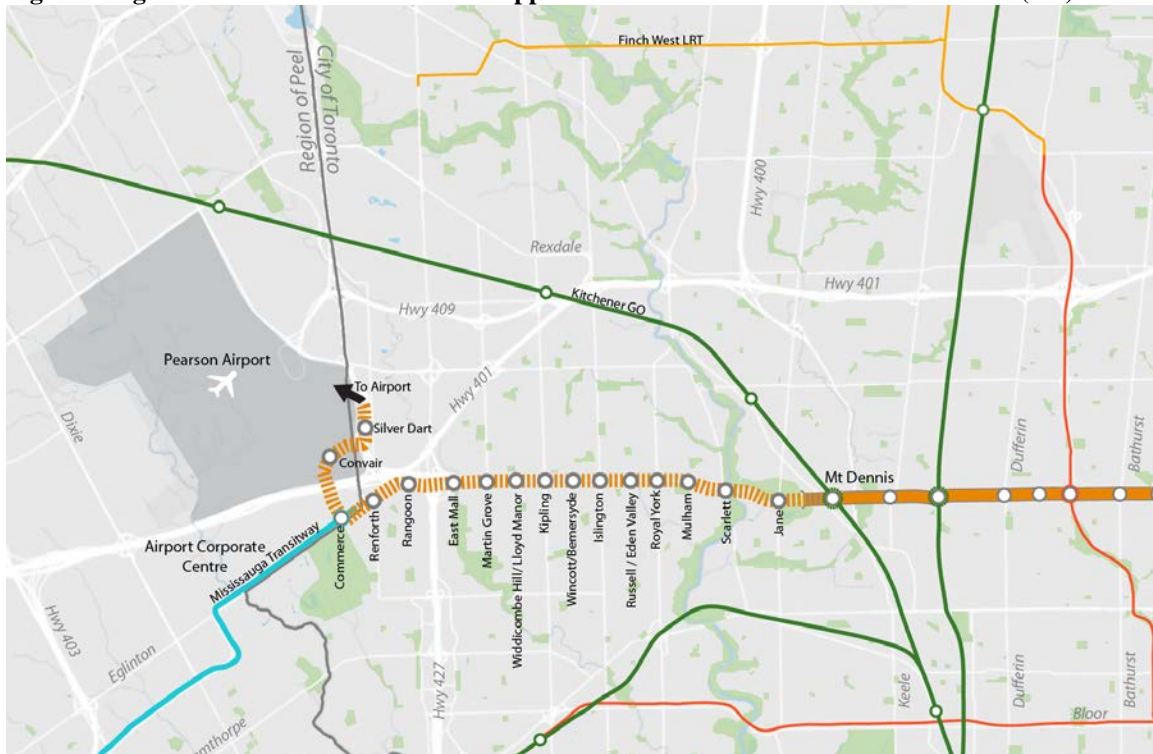 Finch West LRT
Region of Peel
City of Toronto
Hwy 400
Rexdale
Hwy 401
Kitchener GO
Hwy 409
Pearson Airport
To Airport
Hwy 401
Dixie
Silver Dart
Dufferin
Bathurst
Convair
Mt Dennis
Commerce
Renforth
Rangoon
East Mall
Martin Grove
Widdicombe Hill/ Lloyd Manor
Kipling
Wincott/Bemersyde
Islington
Russell / Eden Valley
Royal York
Mulham
Scarlett
Jane
Airport Corporate
Centre
Mississauga Transitway
Hwy 403
Eglinton
Hwy 427
Keele
Dufferin
Bathurst
Bloor